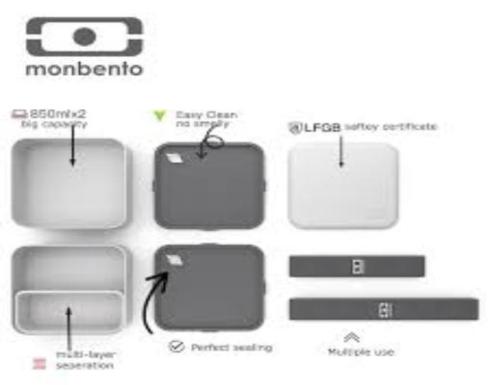 monbento
850mlx2
big capacity
Easy Clean
no smelly
LFGB saftey certificate
multi-layer
seperation
Perfect sealing
Multiple use